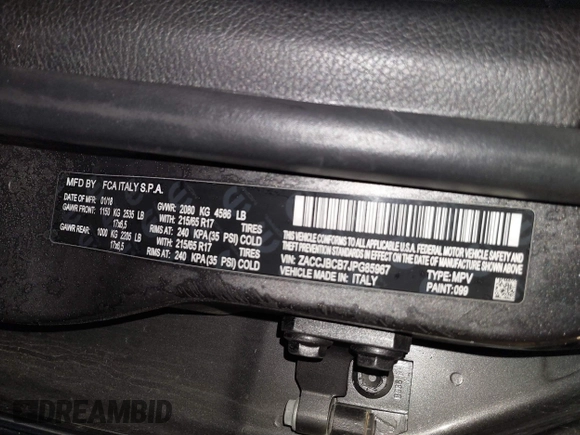 MFD BY FCA ITALY S.P.A.
DATE OF MFR: 01/18 GVWR: 2080 KG 4586 LB
GAWR FRONT: 1150 KG 2535 LB WITH: 215/65 R17 TIRES
17x6,5 RIMS AT: 240 KPA(35 PSI) COLD
GAWR REAR: 1000 KG 2205 LB WITH: 215/65 R17 TIRES
17x6,5 RIMS AT: 240 KPA(35 PSI) COLD
THIS VEHICLE CONFORMS TO ALL APPLICABLE U.S.A. FEDERAL MOTOR VEHICLE
SAFETY, BUMPER, AND THEFT PREVENTION STANDARDS IN
EFFECT ON THE DATE OF MANUFACTURE SHOWN ABOVE
VIN: ZACCJBCB7JPG85967 TYPE: MPV
VEHICLE MADE IN: ITALY PAINT: 099
DREAMBID